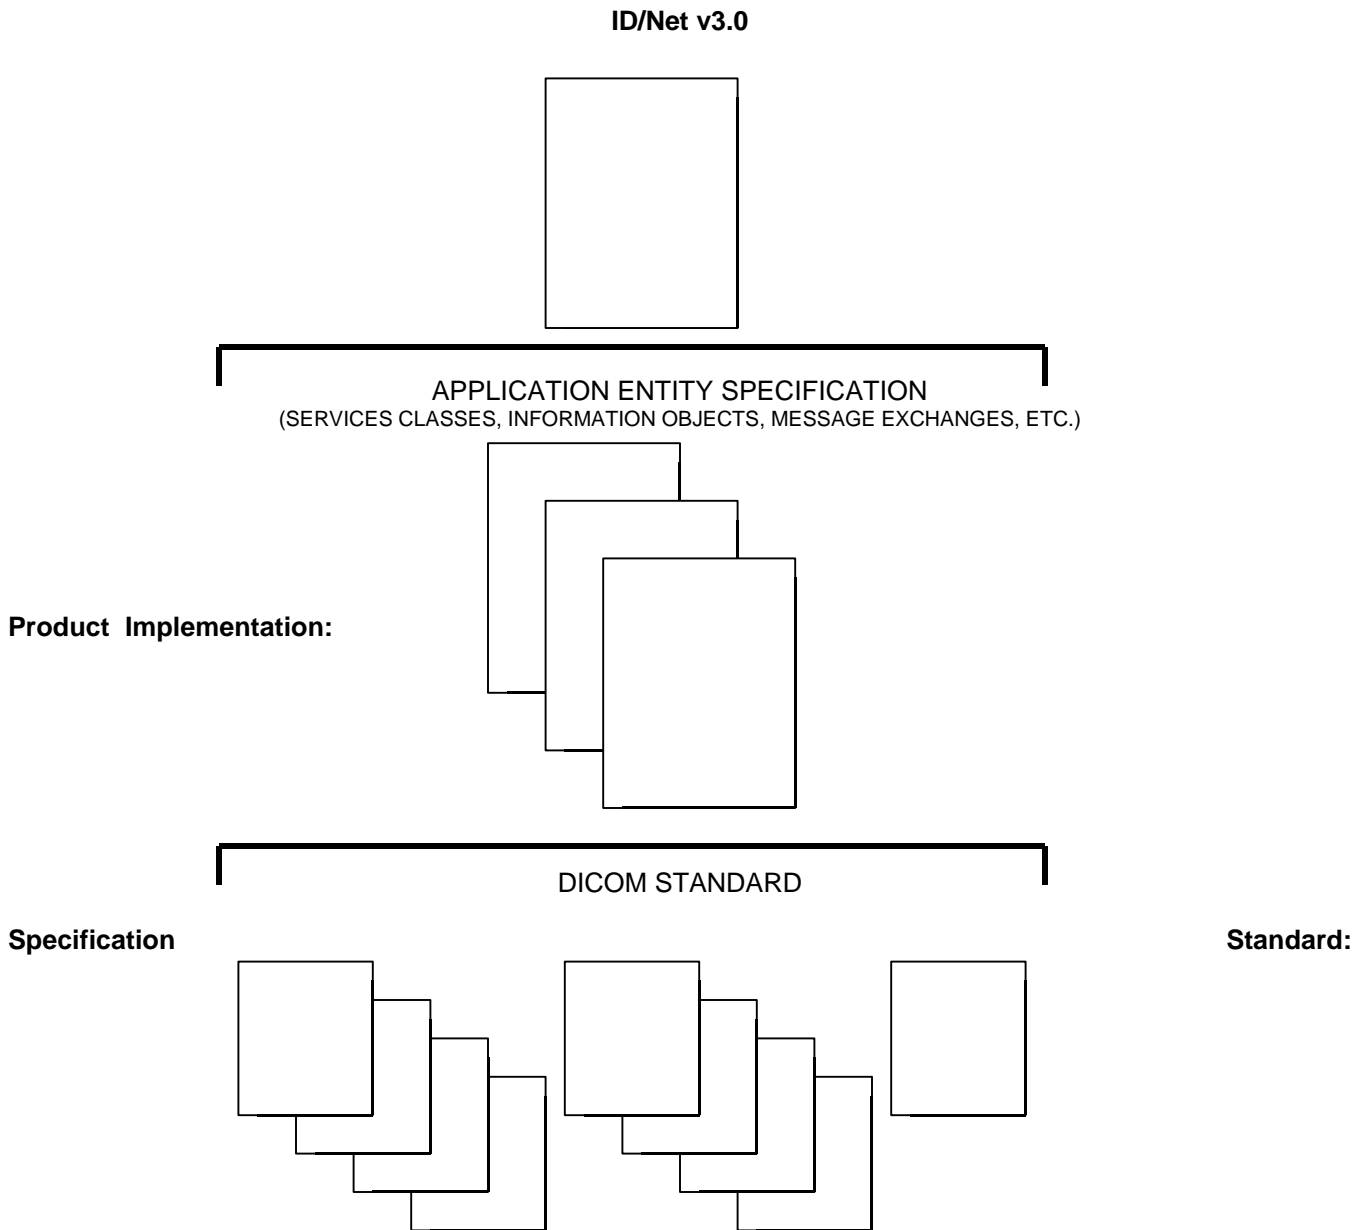 ID/Net v3.0
APPLICATION ENTITY SPECIFICATION
(SERVICES CLASSES, INFORMATION OBJECTS, MESSAGE EXCHANGES, ETC.)
Product Implementation:
DICOM STANDARD
Specification Standard: